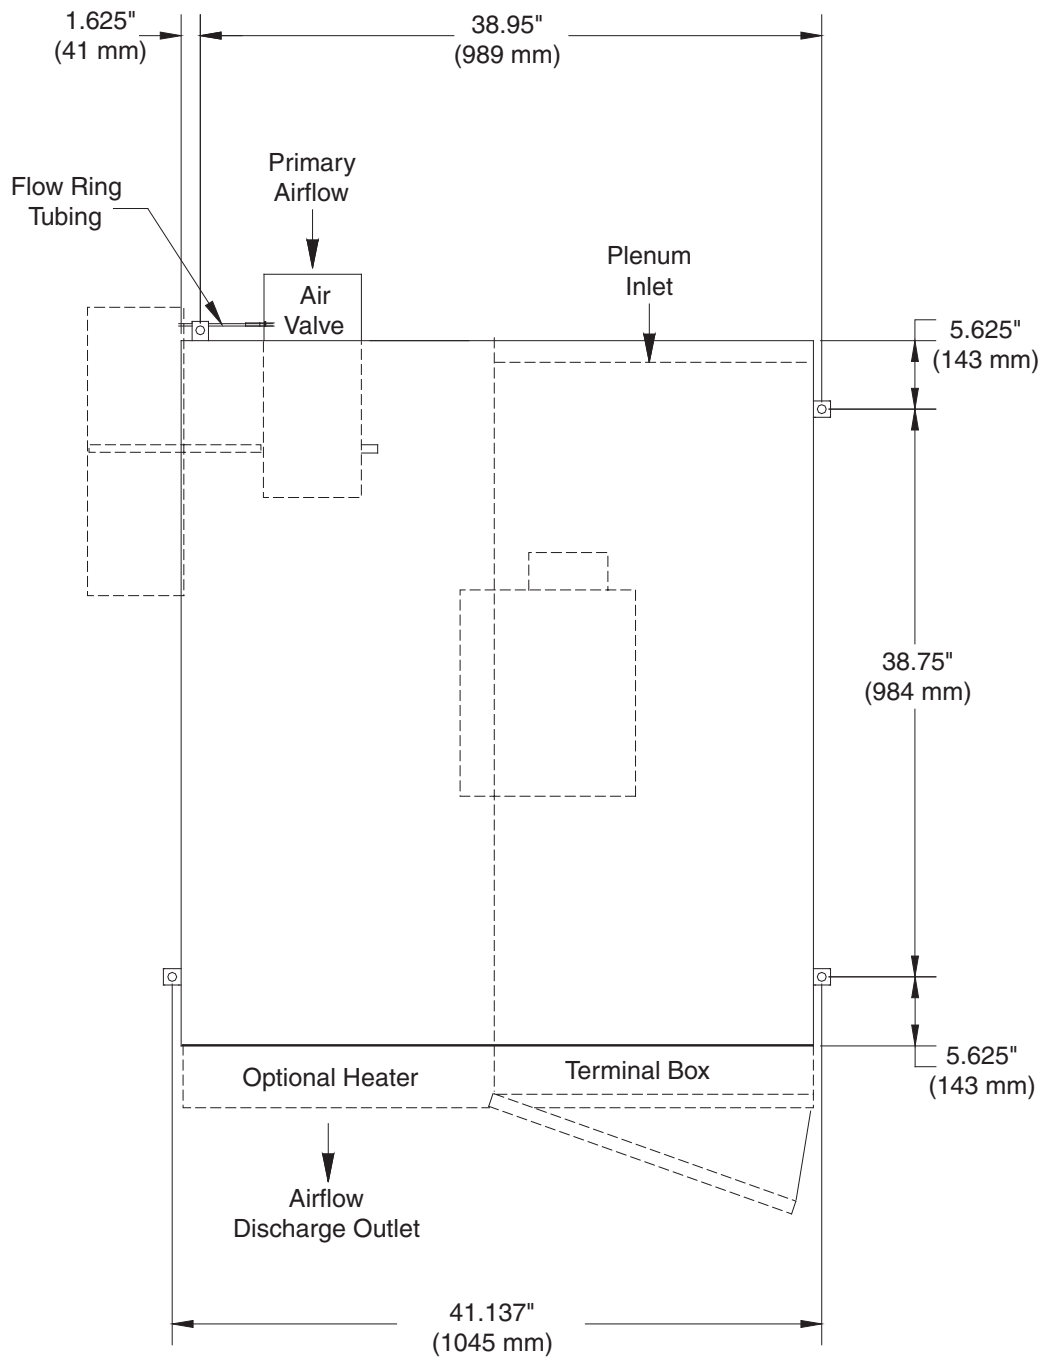 1.625"
(41 mm)
38.95"
(989 mm)
Primary
Airflow
Flow Ring
Tubing
Plenum
Inlet
Air
Valve
5.625"
(143 mm)
38.75"
(984 mm)
Optional Heater
Terminal Box
5.625"
(143 mm)
Airflow
Discharge Outlet
41.137"
(1045 mm)